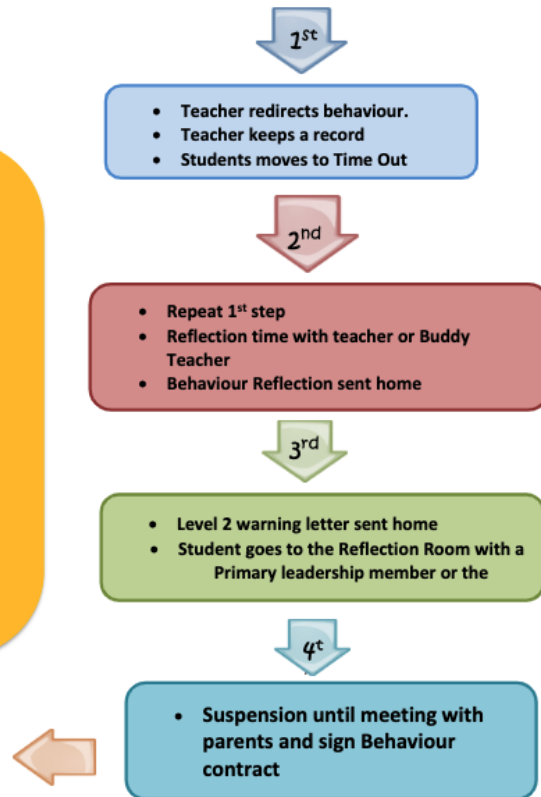 1st
• Teacher redirects behaviour.
• Teacher keeps a record
• Students moves to Time Out
2nd
• Repeat 1st step
• Reflection time with teacher or Buddy
Teacher
• Behaviour Reflection sent home
3rd
• Level 2 warning letter sent home
• Student goes to the Reflection Room with a
Primary leadership member or the
4t
• Suspension until meeting with
parents and sign Behaviour
contract